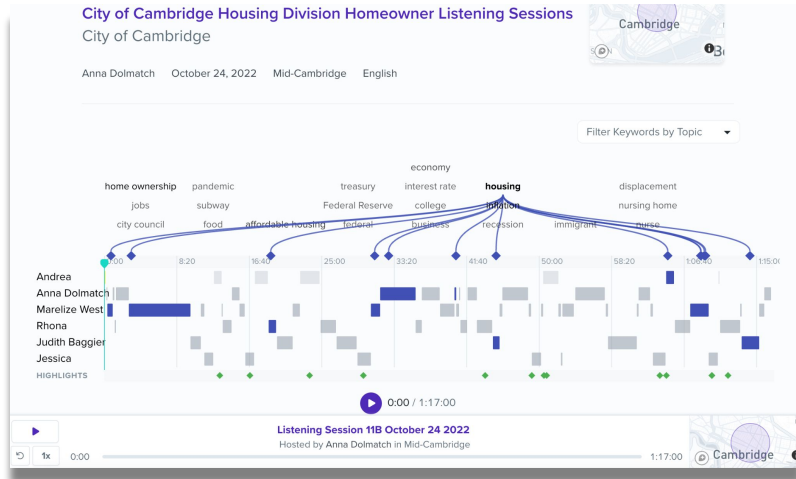 City of Cambridge Housing Division Homeowner Listening Sessions
City of Cambridge
Anna Dolmatch October 24, 2022 Mid-Cambridge English
Cambridge
Filter Keywords by Topic
economy
home ownership pandemic treasury interest rate housing displacement
jobs subway Federal Reserve college inflation nursing home
city council food affordable housing federal business recession immigrant nurse
0:00 8:20 16:40 25:00 33:20 41:40 50:00 58:20 1:06:40 1:15:00
Andrea
Anna Dolmatch
Marelize West
Rhona
Judith Baggier
Jessica
HIGHLIGHTS
0:00 / 1:17:00
Listening Session 11B October 24 2022
Hosted by Anna Dolmatch in Mid-Cambridge
1x 0:00 1:17:00
Cambridge